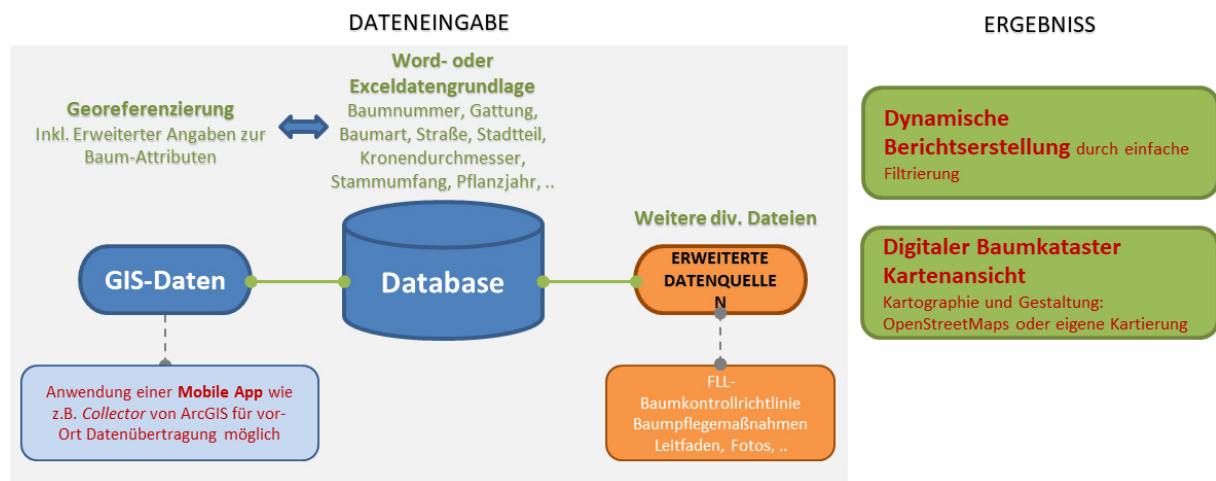 DATENEINGABE
ERGEBNISS
Georeferenzierung
Inkl. Erweiterter Angaben zur
Baum-Attributen
Word- oder
Exceldatengrundlage
Baumnummer, Gattung,
Baumart, Straße, Stadtteil,
Kronendurchmesser,
Stammumfang, Pflanzjahr, ..
Weitere div. Dateien
GIS-Daten
Database
ERWEITERTE
DATENQUELLE
N
Anwendung einer Mobile App wie
z.B. Collector von ArcGIS für vor-
Ort Datenübertragung möglich
FLL-
Baumkontrollrichtlinie
Baumpflegemaßnahmen
Leitfaden, Fotos, ..
Dynamische
Berichtserstellung durch einfache
Filtrierung
Digitaler Baumkataster
Kartenansicht
Kartographie und Gestaltung:
OpenStreetMaps oder eigene Kartierung